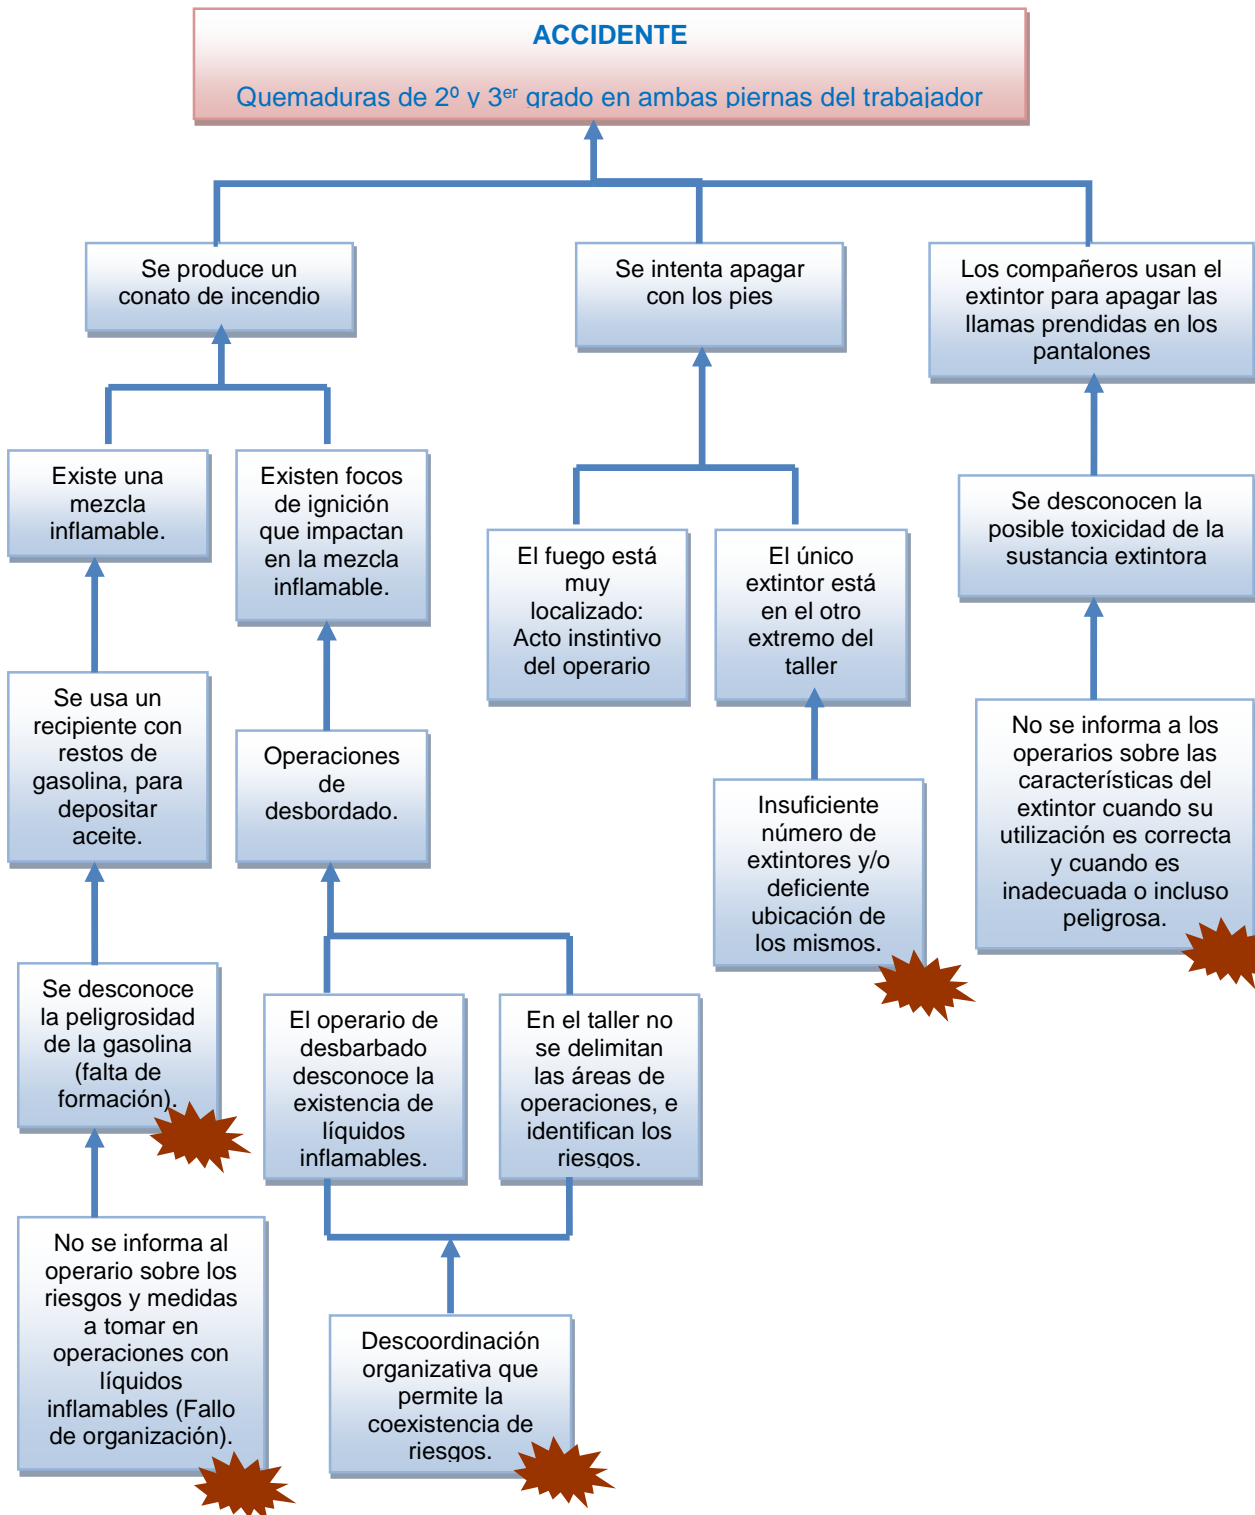 ACCIDENTE
Quemaduras de 2º y 3er grado en ambas piernas del trabajador
Se produce un
conato de incendio
Se intenta apagar
con los pies
Los compañeros usan el
extintor para apagar las
llamas prendidas en los
pantalones
Existe una
mezcla
inflamable.
Existen focos
de ignición
que impactan
en la mezcla
inflamable.
El fuego está
muy
localizado:
Acto instintivo
del operario
El único
extintor está
en el otro
extremo del
taller
Se desconocen la
posible toxicidad de la
sustancia extintora
Se usa un
recipiente con
restos de
gasolina, para
depositar
aceite.
Operaciones
de
desbordado.
Insuficiente
número de
extintores y/o
deficiente
ubicación de
los mismos.
No se informa a los
operarios sobre las
características del
extintor cuando su
utilización es correcta
y cuando es
inadecuada o incluso
peligrosa.
Se desconoce
la peligrosidad
de la gasolina
(falta de
formación).
El operario de
desbarbado
desconoce la
existencia de
líquidos
inflamables.
En el taller no
se delimitan
las áreas de
operaciones, e
identifican los
riesgos.
No se informa al
operario sobre los
riesgos y medidas
a tomar en
operaciones con
líquidos
inflamables (Fallo
de organización).
Descoordinación
organizativa que
permite la
coexistencia de
riesgos.